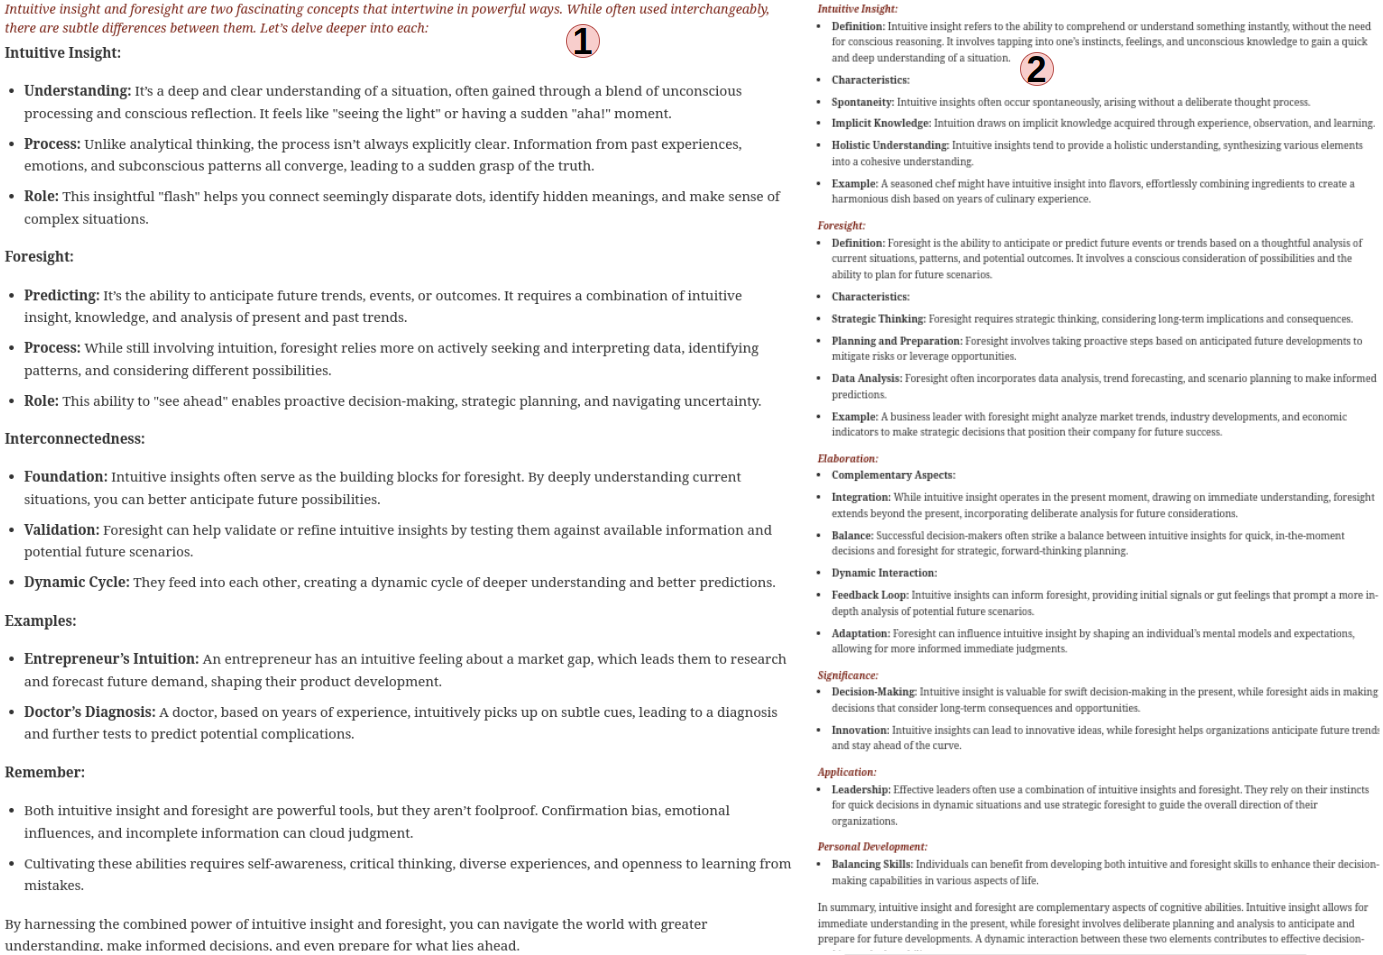 Intuitive insight and foresight are two fascinating concepts that intertwine in powerful ways. While often used interchangeably,
there are subtle differences between them. Let’s delve deeper into each:
1
Intuitive Insight:
• Understanding: It’s a deep and clear understanding of a situation, often gained through a blend of unconscious
processing and conscious reflection. It feels like "seeing the light" or having a sudden "aha!" moment.
• Process: Unlike analytical thinking, the process isn’t always explicitly clear. Information from past experiences,
emotions, and subconscious patterns all converge, leading to a sudden grasp of the truth.
• Role: This insightful "flash" helps you connect seemingly disparate dots, identify hidden meanings, and make sense of
complex situations.
Foresight:
• Predicting: It’s the ability to anticipate future trends, events, or outcomes. It requires a combination of intuitive
insight, knowledge, and analysis of present and past trends.
• Process: While still involving intuition, foresight relies more on actively seeking and interpreting data, identifying
patterns, and considering different possibilities.
• Role: This ability to "see ahead" enables proactive decision-making, strategic planning, and navigating uncertainty.
Interconnectedness:
• Foundation: Intuitive insights often serve as the building blocks for foresight. By deeply understanding current
situations, you can better anticipate future possibilities.
• Validation: Foresight can help validate or refine intuitive insights by testing them against available information and
potential future scenarios.
• Dynamic Cycle: They feed into each other, creating a dynamic cycle of deeper understanding and better predictions.
Examples:
• Entrepreneur’s Intuition: An entrepreneur has an intuitive feeling about a market gap, which leads them to research
and forecast future demand, shaping their product development.
• Doctor’s Diagnosis: A doctor, based on years of experience, intuitively picks up on subtle cues, leading to a diagnosis
and further tests to predict potential complications.
Remember:
• Both intuitive insight and foresight are powerful tools, but they aren’t foolproof. Confirmation bias, emotional
influences, and incomplete information can cloud judgment.
• Cultivating these abilities requires self-awareness, critical thinking, diverse experiences, and openness to learning from
mistakes.
By harnessing the combined power of intuitive insight and foresight, you can navigate the world with greater
understanding, make informed decisions, and even prepare for what lies ahead.
Intuitive Insight:
• Definition: Intuitive insight refers to the ability to comprehend or understand something instantly, without the need
for conscious reasoning. It involves tapping into one’s instincts, feelings, and unconscious knowledge to gain a quick
and deep understanding of a situation.
2
• Characteristics:
• Spontaneity: Intuitive insights often occur spontaneously, arising without a deliberate thought process.
• Implicit Knowledge: Intuition draws on implicit knowledge acquired through experience, observation, and learning.
• Holistic Understanding: Intuitive insights tend to provide a holistic understanding, synthesizing various elements
into a cohesive understanding.
• Example: A seasoned chef might have intuitive insight into flavors, effortlessly combining ingredients to create a
harmonious dish based on years of culinary experience.
Foresight:
• Definition: Foresight is the ability to anticipate or predict future events or trends based on a thoughtful analysis of
current situations, patterns, and potential outcomes. It involves a conscious consideration of possibilities and the
ability to plan for future scenarios.
• Characteristics:
• Strategic Thinking: Foresight requires strategic thinking, considering long-term implications and consequences.
• Planning and Preparation: Foresight involves taking proactive steps based on anticipated future developments to
mitigate risks or leverage opportunities.
• Data Analysis: Foresight often incorporates data analysis, trend forecasting, and scenario planning to make informed
predictions.
• Example: A business leader with foresight might analyze market trends, industry developments, and economic
indicators to make strategic decisions that position their company for future success.
Elaboration:
• Complementary Aspects:
• Integration: While intuitive insight operates in the present moment, drawing on immediate understanding, foresight
extends beyond the present, incorporating deliberate analysis for future considerations.
• Balance: Successful decision-makers often strike a balance between intuitive insights for quick, in-the-moment
decisions and foresight for strategic, forward-thinking planning.
• Dynamic Interaction:
• Feedback Loop: Intuitive insights can inform foresight, providing initial signals or gut feelings that prompt a more in-
depth analysis of potential future scenarios.
• Adaptation: Foresight can influence intuitive insight by shaping an individual’s mental models and expectations,
allowing for more informed immediate judgments.
Significance:
• Decision-Making: Intuitive insight is valuable for swift decision-making in the present, while foresight aids in making
decisions that consider long-term consequences and opportunities.
• Innovation: Intuitive insights can lead to innovative ideas, while foresight helps organizations anticipate future trends
and stay ahead of the curve.
Application:
• Leadership: Effective leaders often use a combination of intuitive insights and foresight. They rely on their instincts
for quick decisions in dynamic situations and use strategic foresight to guide the overall direction of their
organizations.
Personal Development:
• Balancing Skills: Individuals can benefit from developing both intuitive and foresight skills to enhance their decision-
making capabilities in various aspects of life.
In summary, intuitive insight and foresight are complementary aspects of cognitive abilities. Intuitive insight allows for
immediate understanding in the present, while foresight involves deliberate planning and analysis to anticipate and
prepare for future developments. A dynamic interaction between these two elements contributes to effective decision-